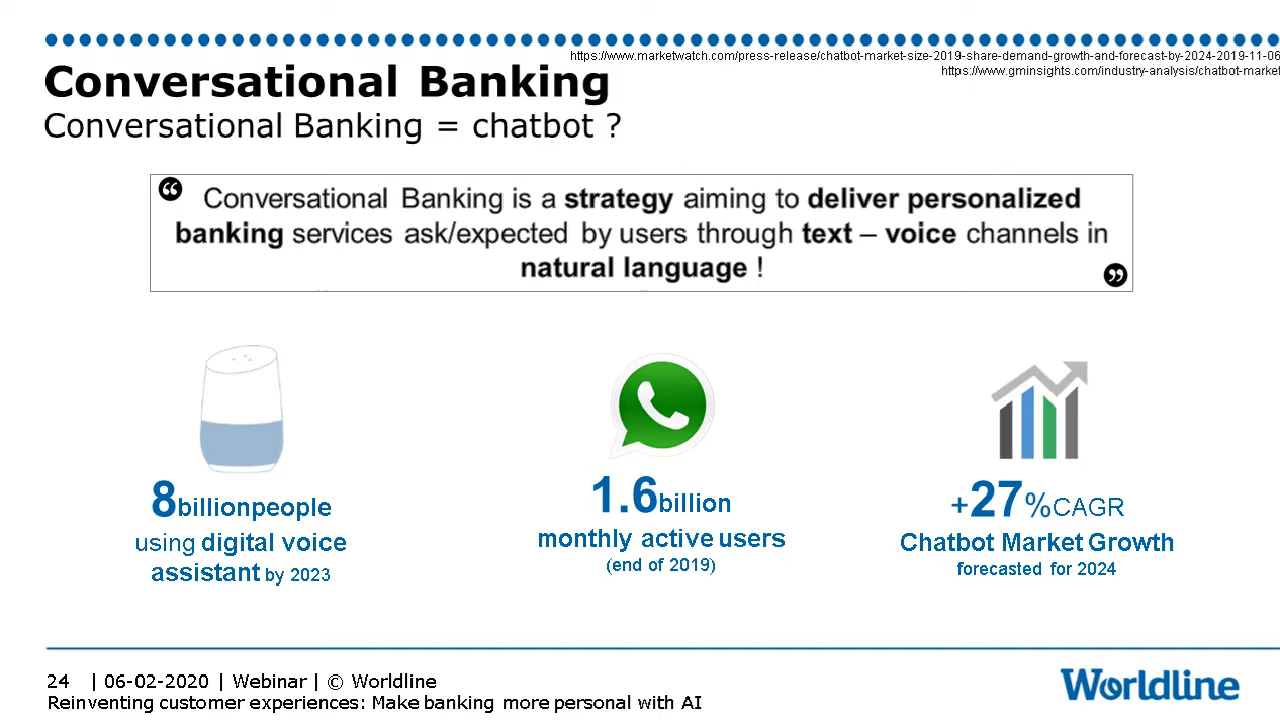 https://www.marketwatch.com/press-release/chatbot-market-size-2019-share-demand-growth-and-forecast-by-2024-2019-11-06
https://www.gminsights.com/industry-analysis/chatbot-market
Conversational Banking
Conversational Banking = chatbot ?
“ Conversational Banking is a strategy aiming to deliver personalized
banking services ask/expected by users through text – voice channels in
natural language ! ”
8billionpeople
using digital voice
assistant by 2023
1.6billion
monthly active users
(end of 2019)
+27%CAGR
Chatbot Market Growth
forecasted for 2024
24 | 06-02-2020 | Webinar | © Worldline
Reinventing customer experiences: Make banking more personal with AI
Worldline